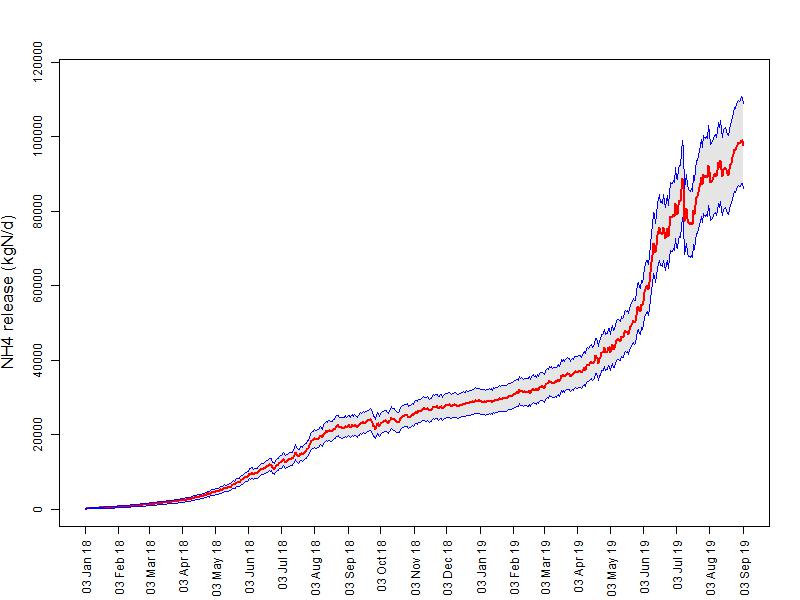 NH4 release (kgN/d)
120000
100000
80000
60000
40000
20000
0
03 Jan 18
03 Feb 18
03 Mar 18
03 Apr 18
03 May 18
03 Jun 18
03 Jul 18
03 Aug 18
03 Sep 18
03 Oct 18
03 Nov 18
03 Dec 18
03 Jan 19
03 Feb 19
03 Mar 19
03 Apr 19
03 May 19
03 Jun 19
03 Jul 19
03 Aug 19
03 Sep 19